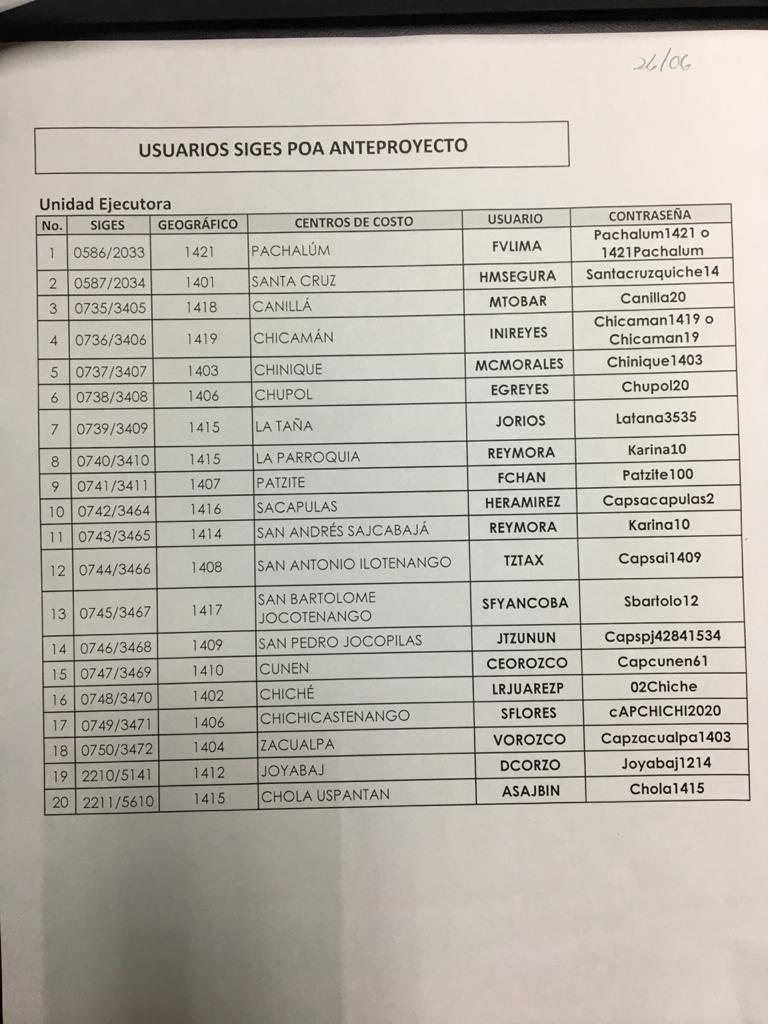 26/06
USUARIOS SIGES POA ANTEPROYECTO
Unidad Ejecutora
No. SIGES GEOGRÁFICO CENTROS DE COSTO USUARIO CONTRASEÑA
1 0586/2033 1421 PACHALÚM FVLIMA Pachalum1421 o
1421Pachalum
2 0587/2034 1401 SANTA CRUZ HMSEGURA Santacruzquiche14
3 0735/3405 1418 CANILLÁ MTOBAR Canilla20
4 0736/3406 1419 CHICAMÁN INIREYES Chicaman1419 o
Chicaman19
5 0737/3407 1403 CHINIQUE MCMORALES Chinique1403
6 0738/3408 1406 CHUPOL EGREYES Chupol20
7 0739/3409 1415 LA TAÑA JORIOS Latana3535
8 0740/3410 1415 LA PARROQUIA REYMORA Karina10
9 0741/3411 1407 PATZITE FCHAN Patzite100
10 0742/3464 1416 SACAPULAS HERAMIREZ Capsacapulas2
11 0743/3465 1414 SAN ANDRÉS SAJCABAJÁ REYMORA Karina10
12 0744/3466 1408 SAN ANTONIO ILOTENANGO TZTAX Capsai1409
13 0745/3467 1417 SAN BARTOLOME
JOCOTENANGO SFYANCOBA Sbartolo12
14 0746/3468 1409 SAN PEDRO JOCOPILAS JTZUNUN Capspj42841534
15 0747/3469 1410 CUNEN CEOROZCO Capcunen61
16 0748/3470 1402 CHICHÉ LRJUAREZP 02Chiche
17 0749/3471 1406 CHICHICASTENANGO SFLORES cAPCHICHI2020
18 0750/3472 1404 ZACUALPA VOROZCO Capzacualpa1403
19 2210/5141 1412 JOYABAJ DCORZO Joyabaj1214
20 2211/5610 1415 CHOLA USPANTAN ASAJBIN Chola1415